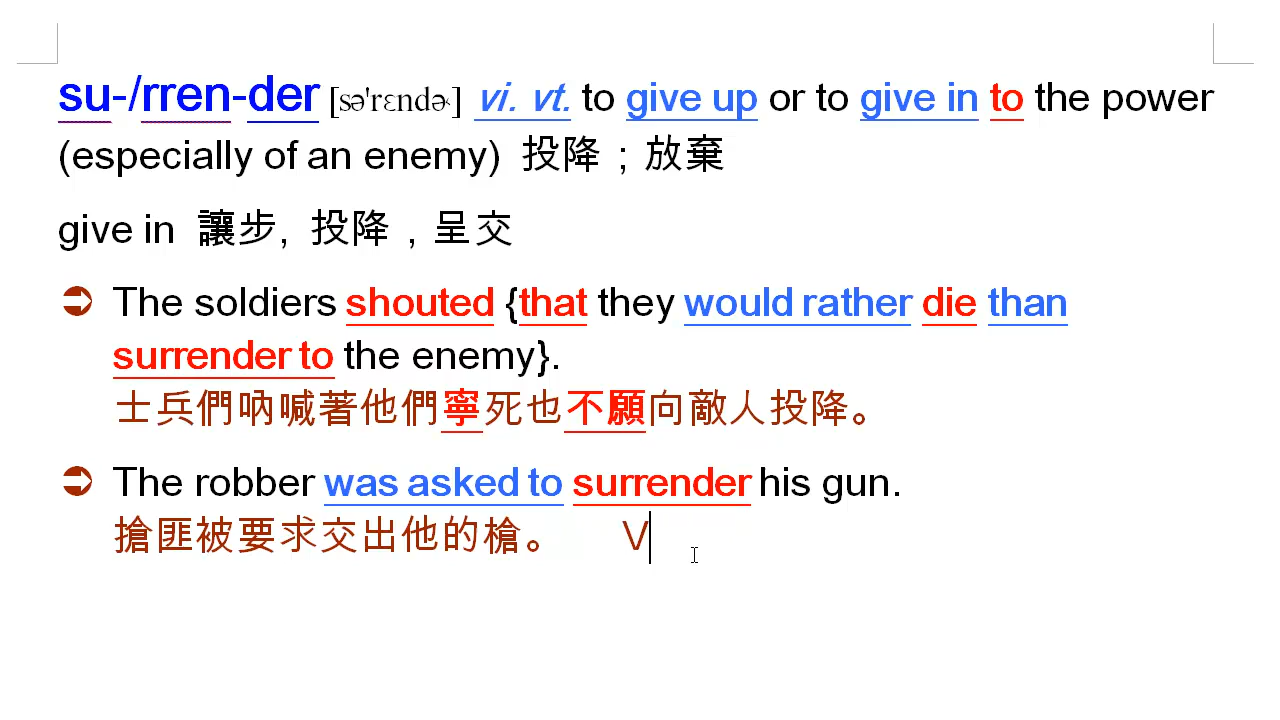 su-/rren-der [sə'rɛndɚ] vi. vt. to give up or to give in to the power
(especially of an enemy) 投降；放棄
give in 讓步, 投降，呈交
➲ The soldiers shouted {that they would rather die than
surrender to the enemy}.
士兵們吶喊著他們寧死也不願向敵人投降。
➲ The robber was asked to surrender his gun.
搶匪被要求交出他的槍。 V